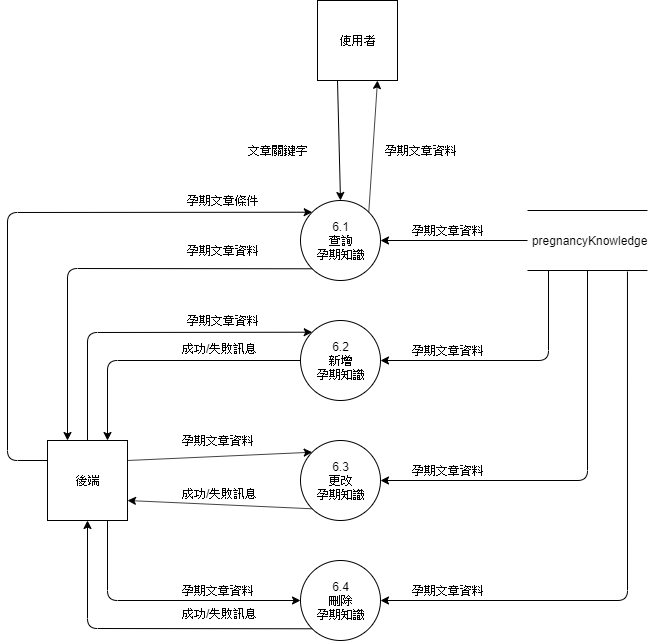 使用者
文章關鍵字
孕期文章資料
孕期文章條件
6.1
查詢
孕期知識
孕期文章資料
pregnancyKnowledge
孕期文章資料
孕期文章資料
6.2
新增
孕期知識
成功/失敗訊息
孕期文章資料
孕期文章資料
後端
6.3
更改
孕期知識
孕期文章資料
成功/失敗訊息
孕期文章資料
6.4
刪除
孕期知識
孕期文章資料
成功/失敗訊息